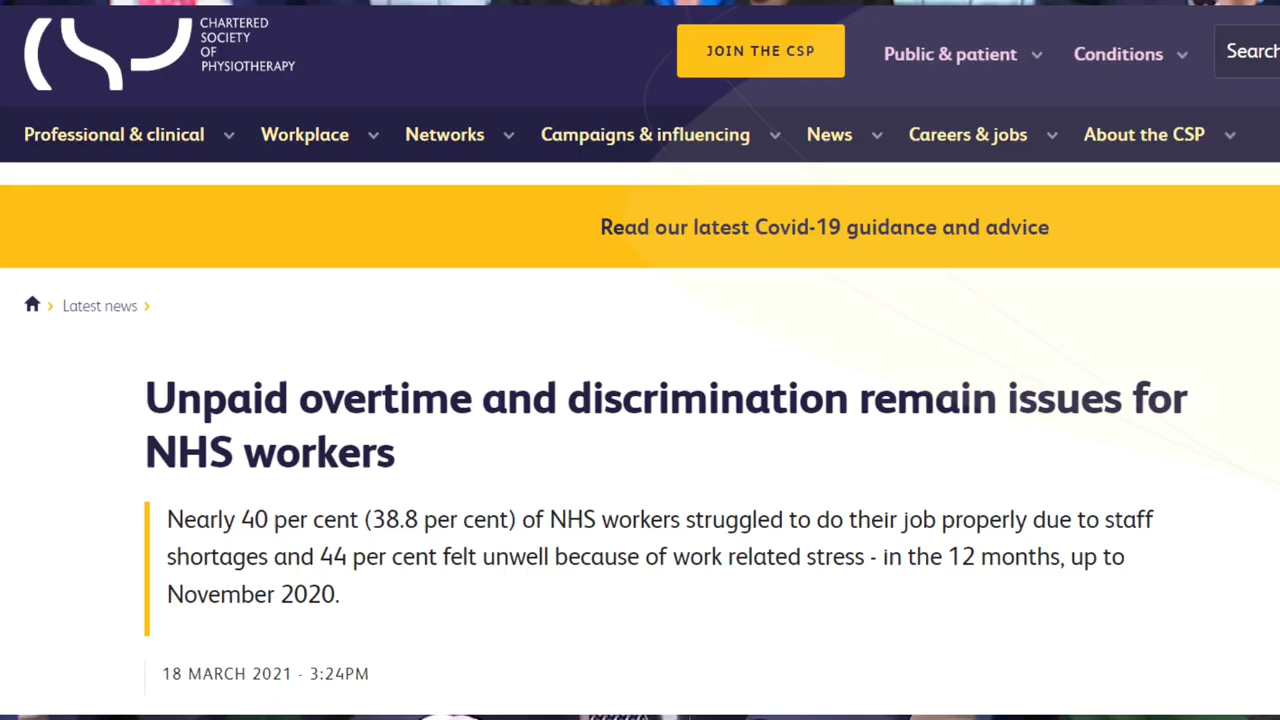 CHARTERED
SOCIETY
OF
PHYSIOTHERAPY
JOIN THE CSP
Public & patient
Conditions
Search
Professional & clinical
Workplace
Networks
Campaigns & influencing
News
Careers & jobs
About the CSP
Read our latest Covid-19 guidance and advice
Latest news
Unpaid overtime and discrimination remain issues for
NHS workers
Nearly 40 per cent (38.8 per cent) of NHS workers struggled to do their job properly due to staff
shortages and 44 per cent felt unwell because of work related stress - in the 12 months, up to
November 2020.
18 MARCH 2021 - 3:24PM